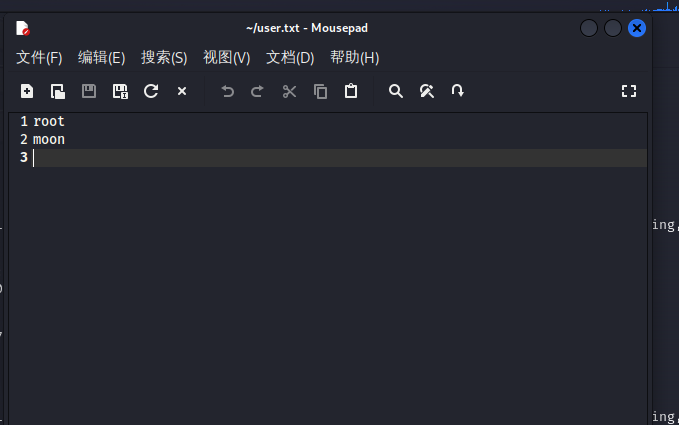 ~/user.txt - Mousepad
文件(F) 编辑(E) 搜索(S) 视图(V) 文档(D) 帮助(H)
1 root
2 moon
3
ing,
ing,